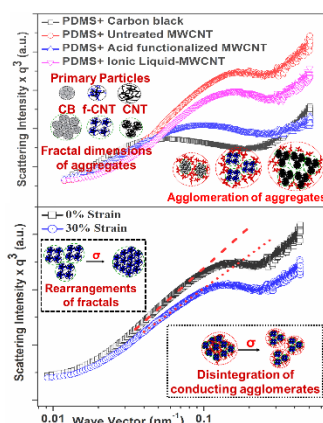 PDMS+ Carbon black
PDMS+ Untreated MWCNT
PDMS+ Acid functionalized MWCNT
PDMS+ Ionic Liquid-MWCNT
Primary Particles
CB f-CNT CNT
Fractal dimensions
of aggregates
Agglomeration of aggregates
Scattering Intensity x q³ (a.u.)
0% Strain
30% Strain
σ
Rearrangements
of fractals
σ
Disintegration
of conducting agglomerates
Scattering Intensity x q³ (a.u.)
0.01 0.1
Wave Vector (nm⁻¹)